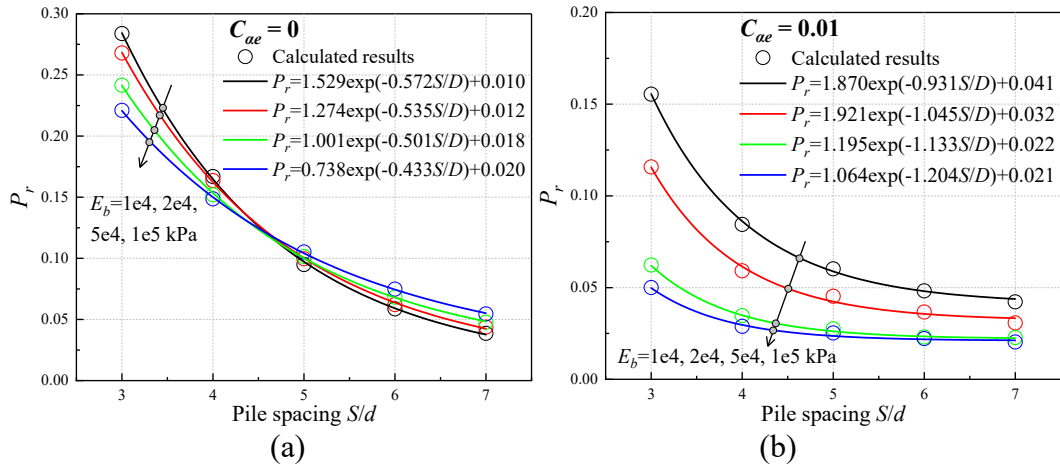 C_αe = 0
Calculated results
P_r=1.529exp(-0.572S/D)+0.010
P_r=1.274exp(-0.535S/D)+0.012
P_r=1.001exp(-0.501S/D)+0.018
P_r=0.738exp(-0.433S/D)+0.020
E_b=1e4, 2e4,
5e4, 1e5 kPa
P_r
0.30
0.25
0.20
0.15
0.10
0.05
0.00
3 4 5 6 7
Pile spacing S/d
(a)
C_αe = 0.01
Calculated results
P_r=1.870exp(-0.931S/D)+0.041
P_r=1.921exp(-1.045S/D)+0.032
P_r=1.195exp(-1.133S/D)+0.022
P_r=1.064exp(-1.204S/D)+0.021
E_b=1e4, 2e4, 5e4, 1e5 kPa
P_r
0.20
0.15
0.10
0.05
0.00
3 4 5 6 7
Pile spacing S/d
(b)